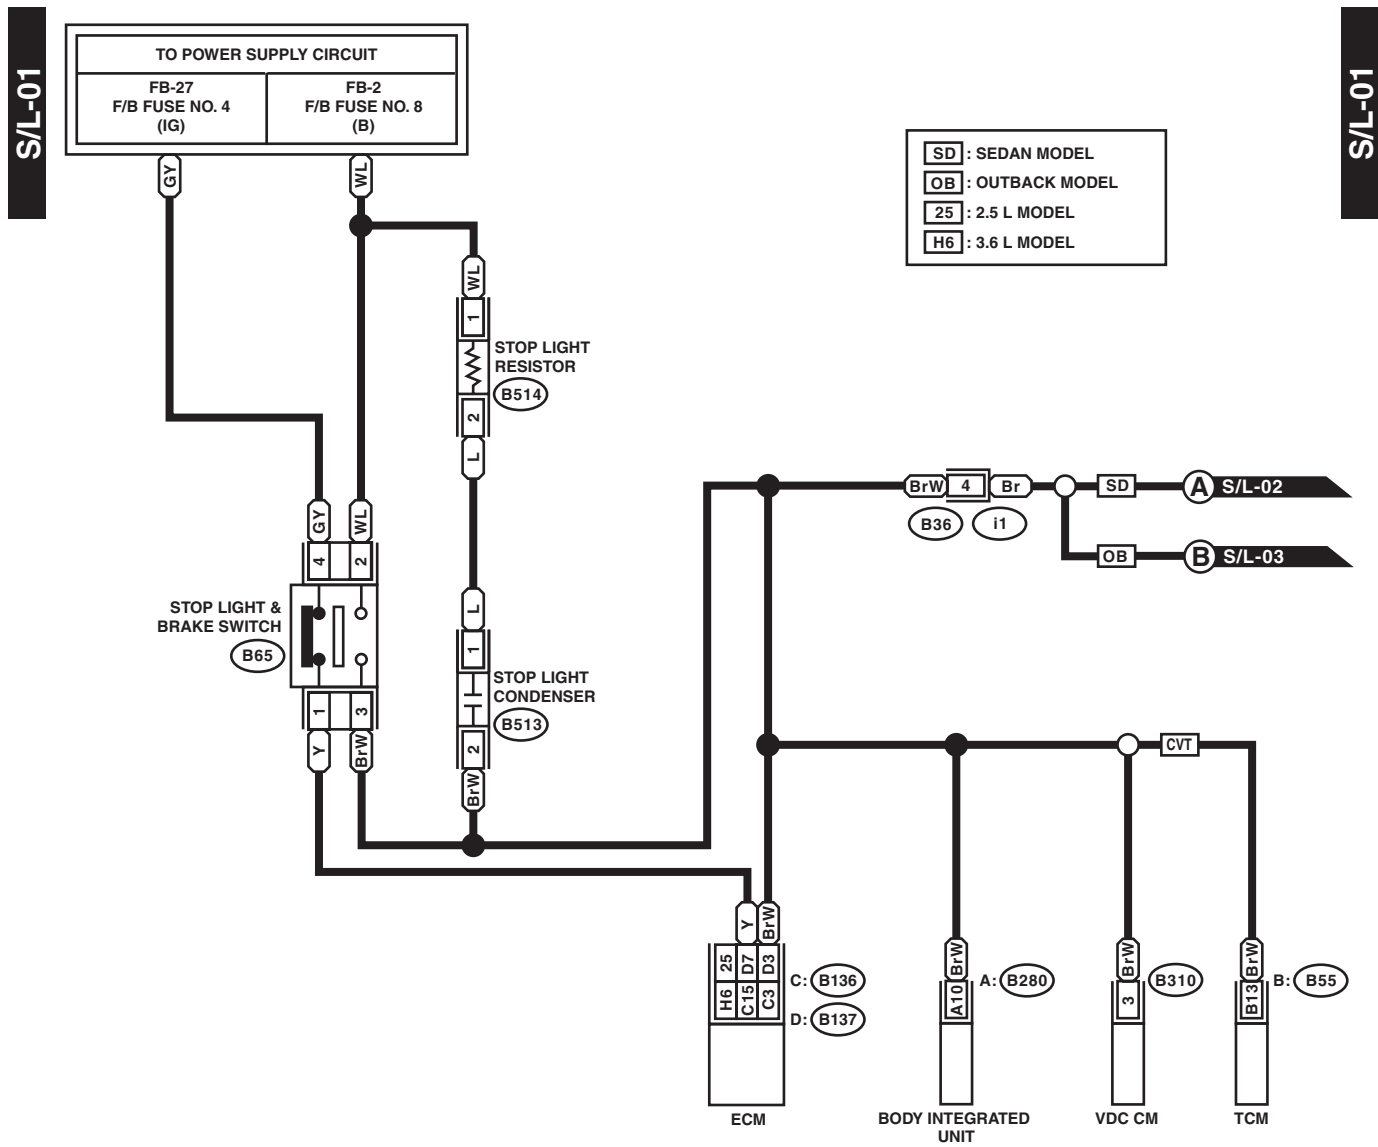 S/L-01
S/L-01
TO POWER SUPPLY CIRCUIT
FB-27
F/B FUSE NO. 4
(IG)
FB-2
F/B FUSE NO. 8
(B)
SD : SEDAN MODEL
OB : OUTBACK MODEL
25 : 2.5 L MODEL
H6 : 3.6 L MODEL
GY
WL
WL
1
STOP LIGHT
RESISTOR
B514
2
L
GY
WL
4
2
STOP LIGHT &
BRAKE SWITCH
B65
1
3
Y
BrW
L
1
STOP LIGHT
CONDENSER
B513
2
BrW
BrW
4
Br
B36
i1
SD
A S/L-02
OB
B S/L-03
CVT
Y
BrW
25 D7 D3
H6 C15 C3
C: B136
D: B137
ECM
BrW
A10
A: B280
BODY INTEGRATED
UNIT
BrW
3
B310
VDC CM
BrW
B13
B: B55
TCM